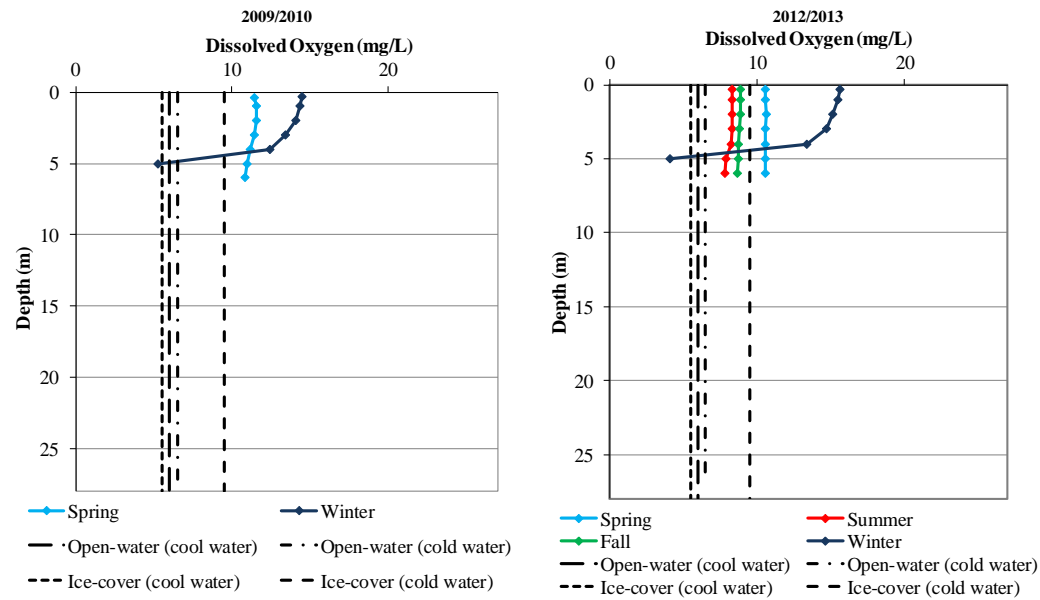 2009/2010
Dissolved Oxygen (mg/L)
0 10 20
0
5
10
15
20
25
Depth (m)
Spring Winter
Open-water (cool water) Open-water (cold water)
Ice-cover (cool water) Ice-cover (cold water)
2012/2013
Dissolved Oxygen (mg/L)
0 10 20
0
5
10
15
20
25
Depth (m)
Spring Summer
Fall Winter
Open-water (cool water) Open-water (cold water)
Ice-cover (cool water) Ice-cover (cold water)